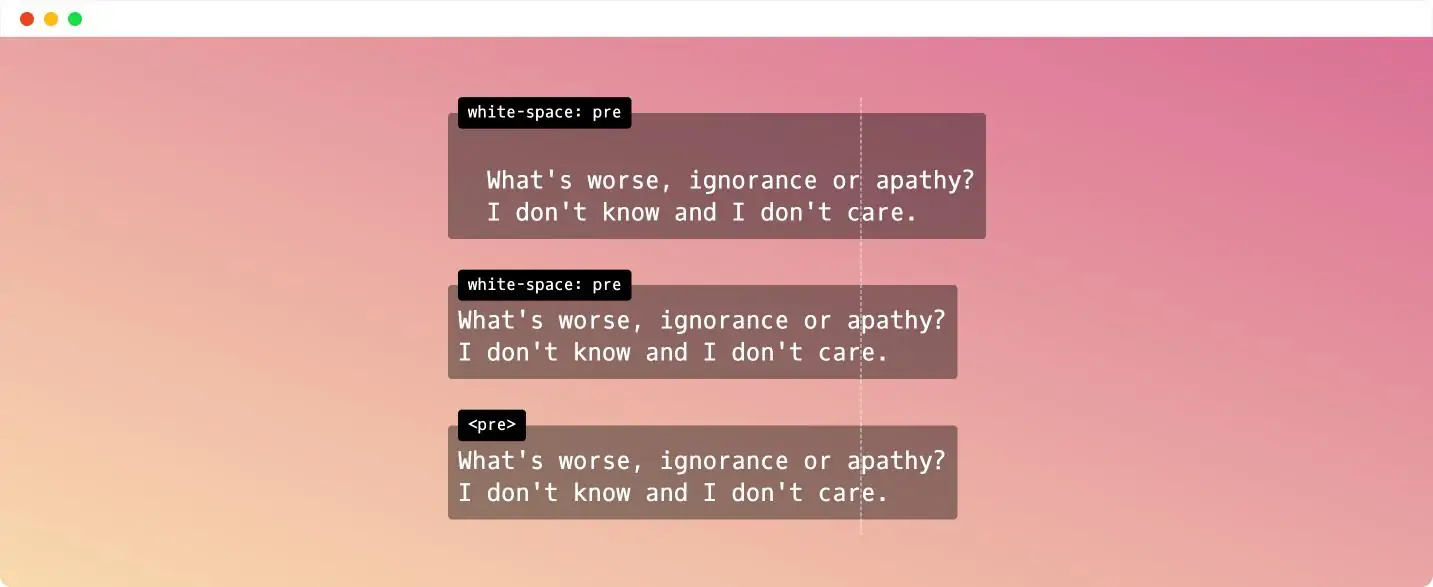 white-space: pre
What's worse, ignorance or apathy?
I don't know and I don't care.
white-space: pre
What's worse, ignorance or apathy?
I don't know and I don't care.
<pre>
What's worse, ignorance or apathy?
I don't know and I don't care.